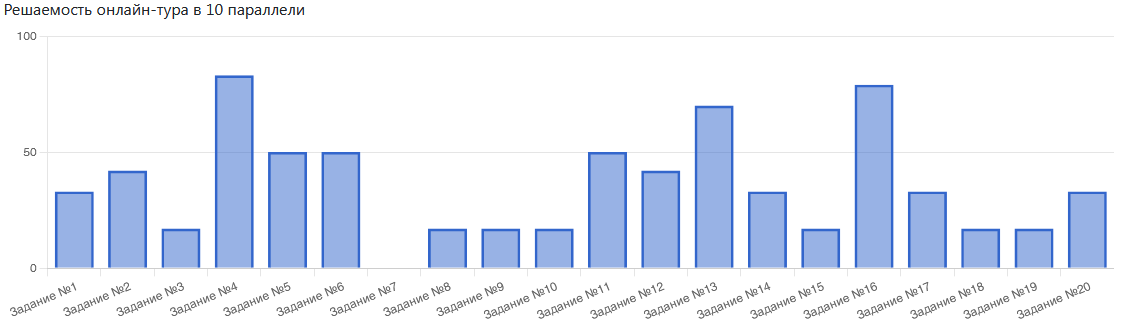 Решаемость онлайн-тура в 10 параллели
100
50
0
Задание №1
Задание №2
Задание №3
Задание №4
Задание №5
Задание №6
Задание №7
Задание №8
Задание №9
Задание №10
Задание №11
Задание №12
Задание №13
Задание №14
Задание №15
Задание №16
Задание №17
Задание №18
Задание №19
Задание №20